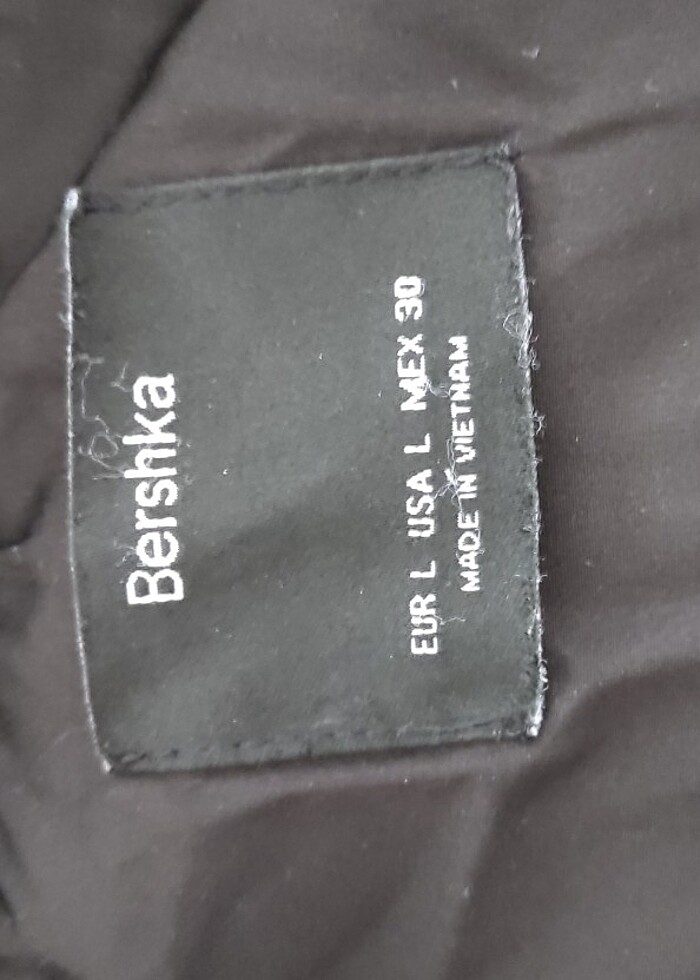 Bershka
EUR L USA L MEX 30
MADE IN VIETNAM